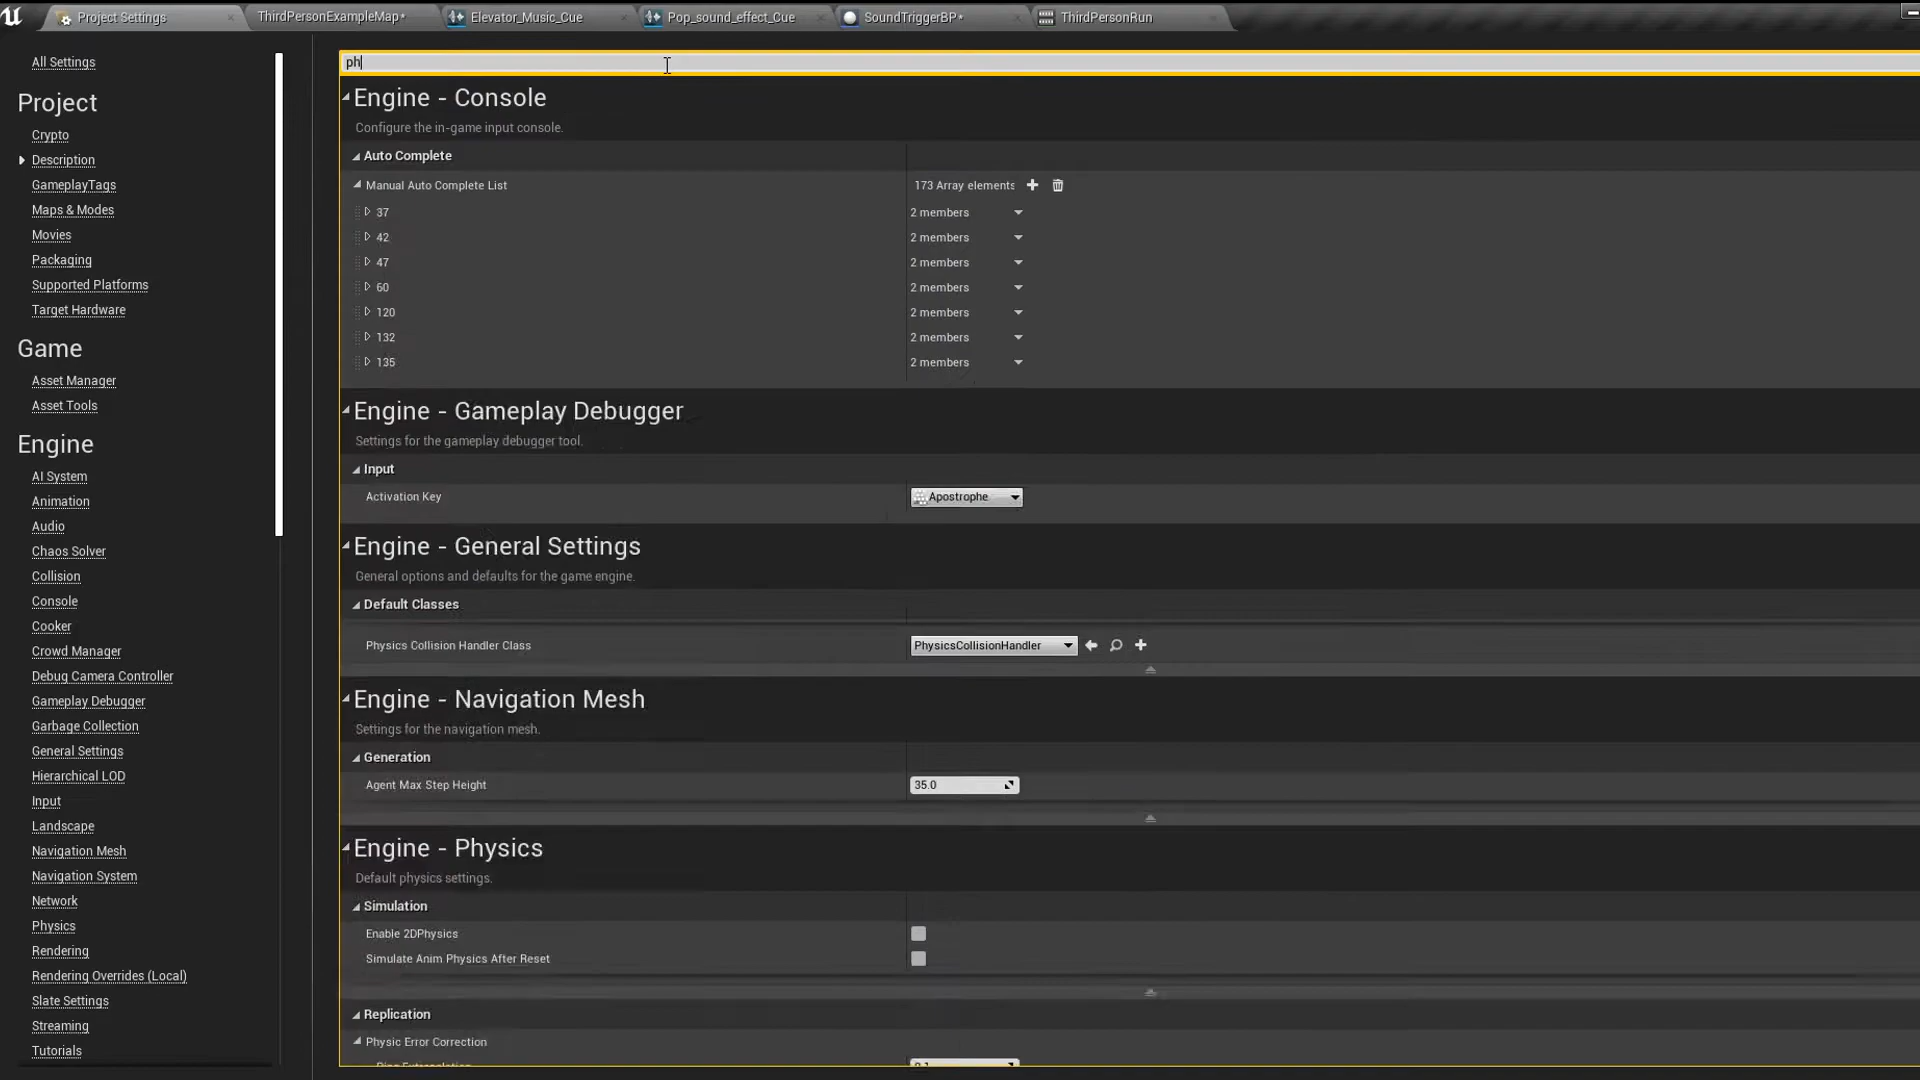 Project Settings
ThirdPersonExampleMap*
Elevator_Music_Cue
Pop_sound_effect_Cue
SoundTriggerBP*
ThirdPersonRun
All Settings
Project
Crypto
Description
GameplayTags
Maps & Modes
Movies
Packaging
Supported Platforms
Target Hardware
Game
Asset Manager
Asset Tools
Engine
AI System
Animation
Audio
Chaos Solver
Collision
Console
Cooker
Crowd Manager
Debug Camera Controller
Gameplay Debugger
Garbage Collection
General Settings
Hierarchical LOD
Input
Landscape
Navigation Mesh
Navigation System
Network
Physics
Rendering
Rendering Overrides (Local)
Slate Settings
Streaming
Tutorials
ph
Engine - Console
Configure the in-game input console.
Auto Complete
Manual Auto Complete List 173 Array elements
37 2 members
42 2 members
47 2 members
60 2 members
120 2 members
132 2 members
135 2 members
Engine - Gameplay Debugger
Settings for the gameplay debugger tool.
Input
Activation Key Apostrophe
Engine - General Settings
General options and defaults for the game engine.
Default Classes
Physics Collision Handler Class PhysicsCollisionHandler
Engine - Navigation Mesh
Settings for the navigation mesh.
Generation
Agent Max Step Height 35.0
Engine - Physics
Default physics settings.
Simulation
Enable 2DPhysics
Simulate Anim Physics After Reset
Replication
Physic Error Correction